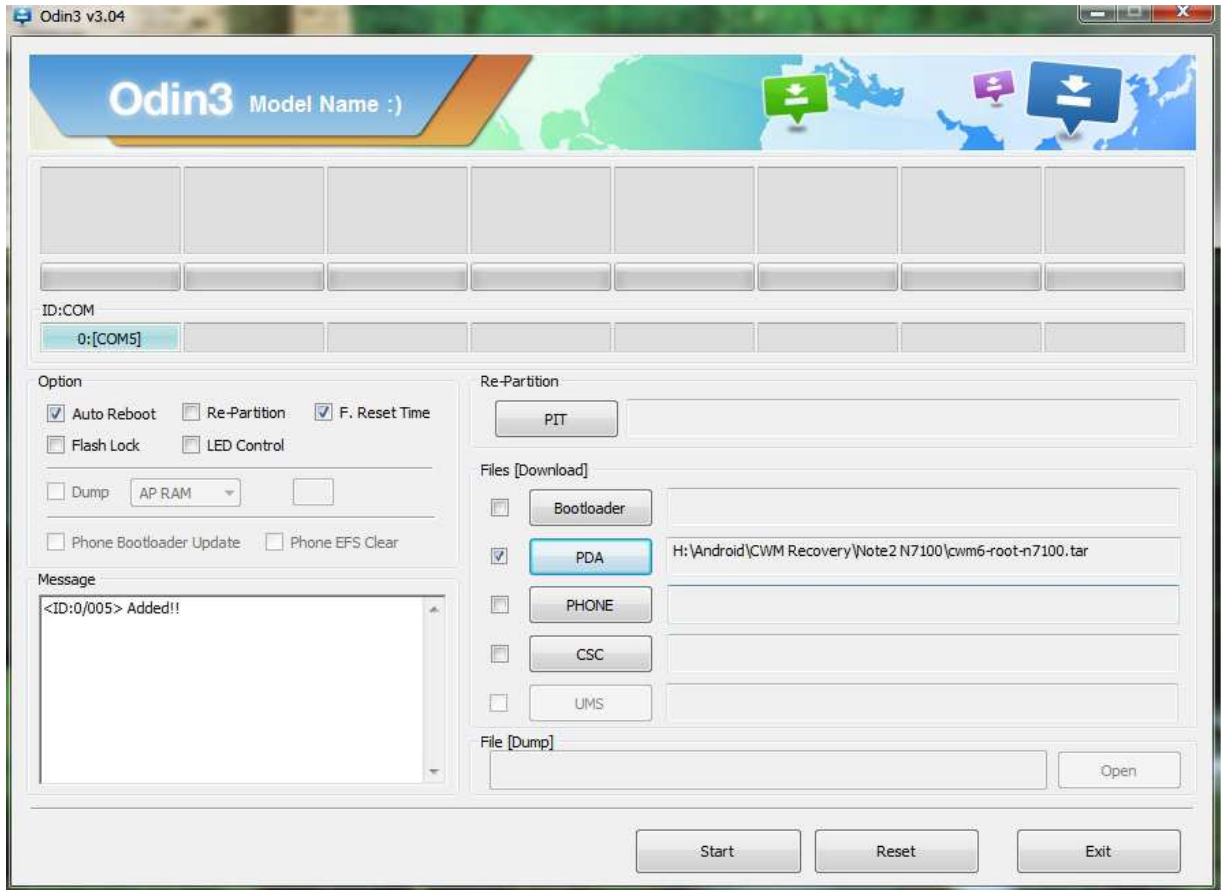 Odin3 v3.04
Odin3 Model Name :)
ID:COM
0:[COM5]
Option
Auto Reboot Re-Partition F. Reset Time
Flash Lock LED Control
Dump AP RAM
Phone Bootloader Update Phone EFS Clear
Message
<ID:0/005> Added!!
Re-Partition
PIT
Files [Download]
Bootloader
PDA H:\Android\CWM Recovery\Note2 N7100\cwm6-root-n7100.tar
PHONE
CSC
UMS
File [Dump]
Open
Start Reset Exit